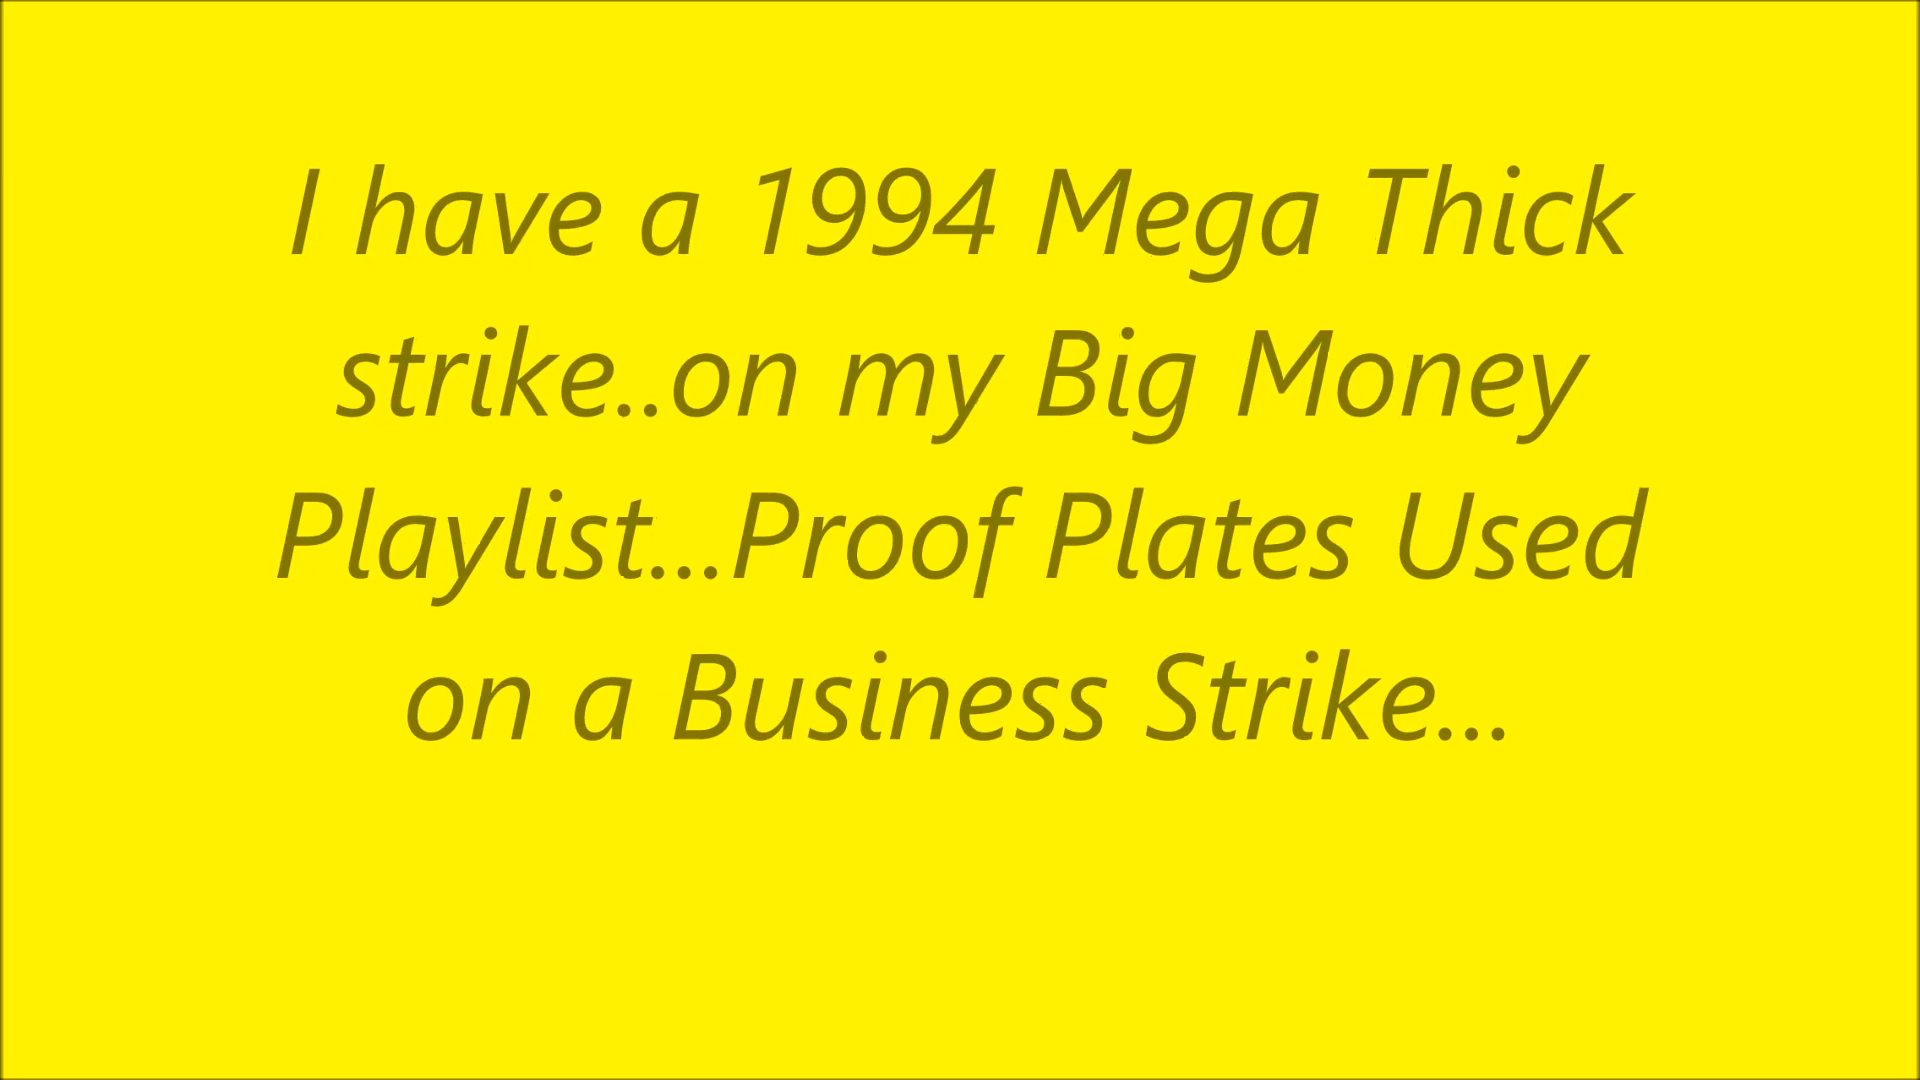 I have a 1994 Mega Thick
strike..on my Big Money
Playlist...Proof Plates Used
on a Business Strike...